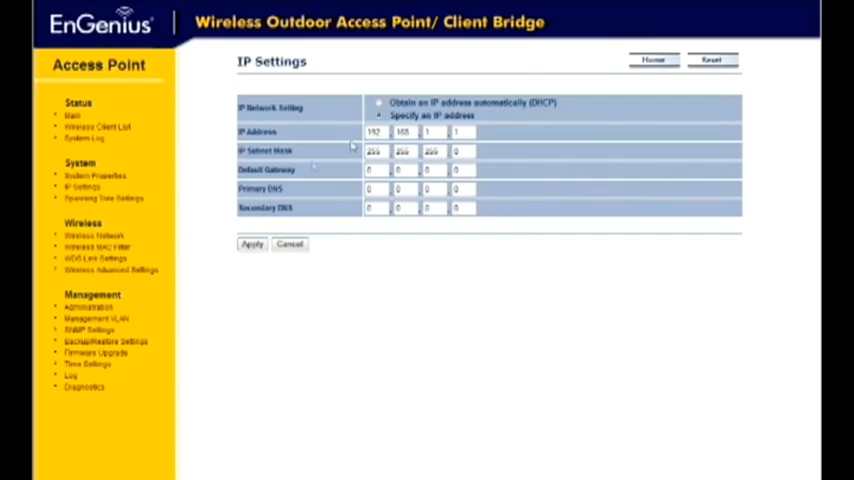 EnGenius Wireless Outdoor Access Point/ Client Bridge
Access Point
IP Settings Home Reset
Status
Main
Wireless Client List
System Log
System
System Properties
IP Settings
Spanning Tree Settings
Wireless
Wireless Network
Wireless MAC Filter
WDS Link Settings
Wireless Advanced Settings
Management
Administration
Management VLAN
SNMP Settings
Backup/Restore Settings
Firmware Upgrade
Time Settings
Log
Diagnostics
IP Network Setting
Obtain an IP address automatically (DHCP)
Specify an IP address
IP Address 192 . 168 . 1 . 1
IP Subnet Mask 255 . 255 . 255 . 0
Default Gateway 0 . 0 . 0 . 0
Primary DNS 0 . 0 . 0 . 0
Secondary DNS 0 . 0 . 0 . 0
Apply Cancel